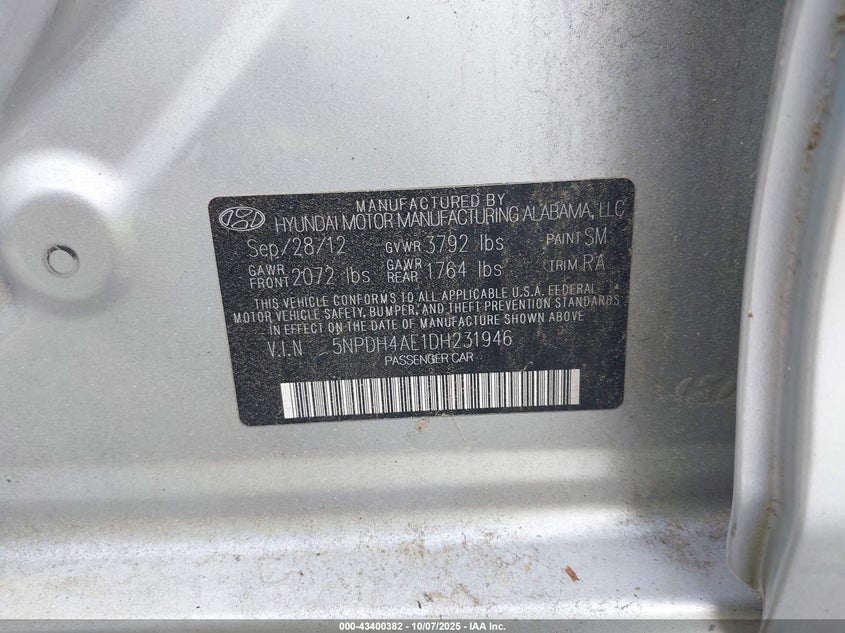 MANUFACTURED BY
HYUNDAI MOTOR MANUFACTURING ALABAMA, LLC
Sep/28/12 GVWR 3792 lbs PAINT SM
GAWR FRONT 2072 lbs GAWR REAR 1764 lbs TRIM RA
THIS VEHICLE CONFORMS TO ALL APPLICABLE U.S.A. FEDERAL
MOTOR VEHICLE SAFETY, BUMPER, AND THEFT PREVENTION STANDARDS
IN EFFECT ON THE DATE OF MANUFACTURE SHOWN ABOVE
V.I.N 5NPDH4AE1DH231946
PASSENGER CAR
000-43400382 - 10/07/2025 - IAA Inc.